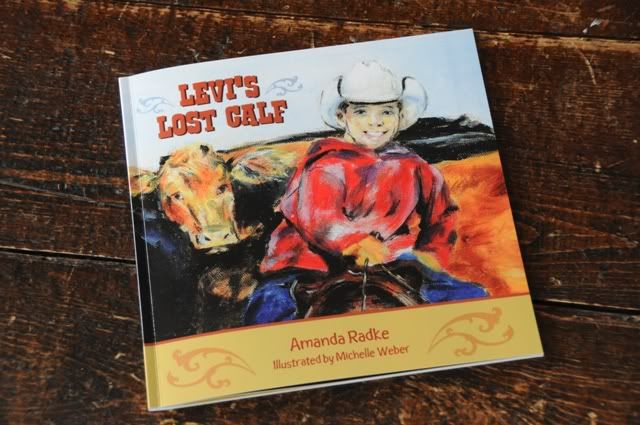 LEVI'S
LOST CALF
Amanda Radke
Illustrated by Michelle Weber